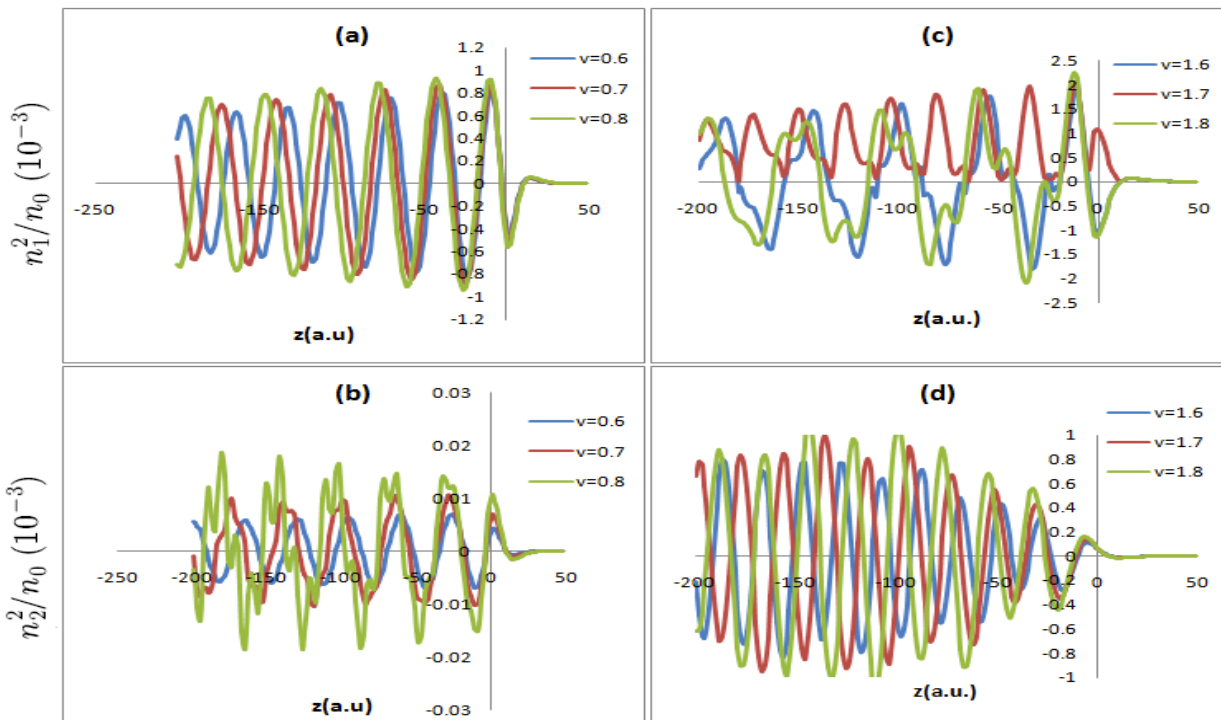 (a)
n₁²/n₀ (10⁻³)
1.2
1
0.8
0.6
0.4
0.2
0
-0.2
-0.4
-0.6
-0.8
-1
-1.2
-250
-150
-50
50
v=0.6
v=0.7
v=0.8
z(a.u)
(c)
2.5
2
1.5
1
0.5
0
-0.5
-1
-1.5
-2
-2.5
-200
-150
-100
-50
0
50
v=1.6
v=1.7
v=1.8
z(a.u.)
(b)
n₂²/n₀ (10⁻³)
0.03
0.02
0.01
0
-0.01
-0.02
-0.03
-250
-200
-150
-100
-50
0
50
v=0.6
v=0.7
v=0.8
z(a.u)
(d)
1
0.8
0.6
0.4
0.2
0
-0.2
-0.4
-0.6
-0.8
-1
-200
-150
-100
-50
0
50
v=1.6
v=1.7
v=1.8
z(a.u.)